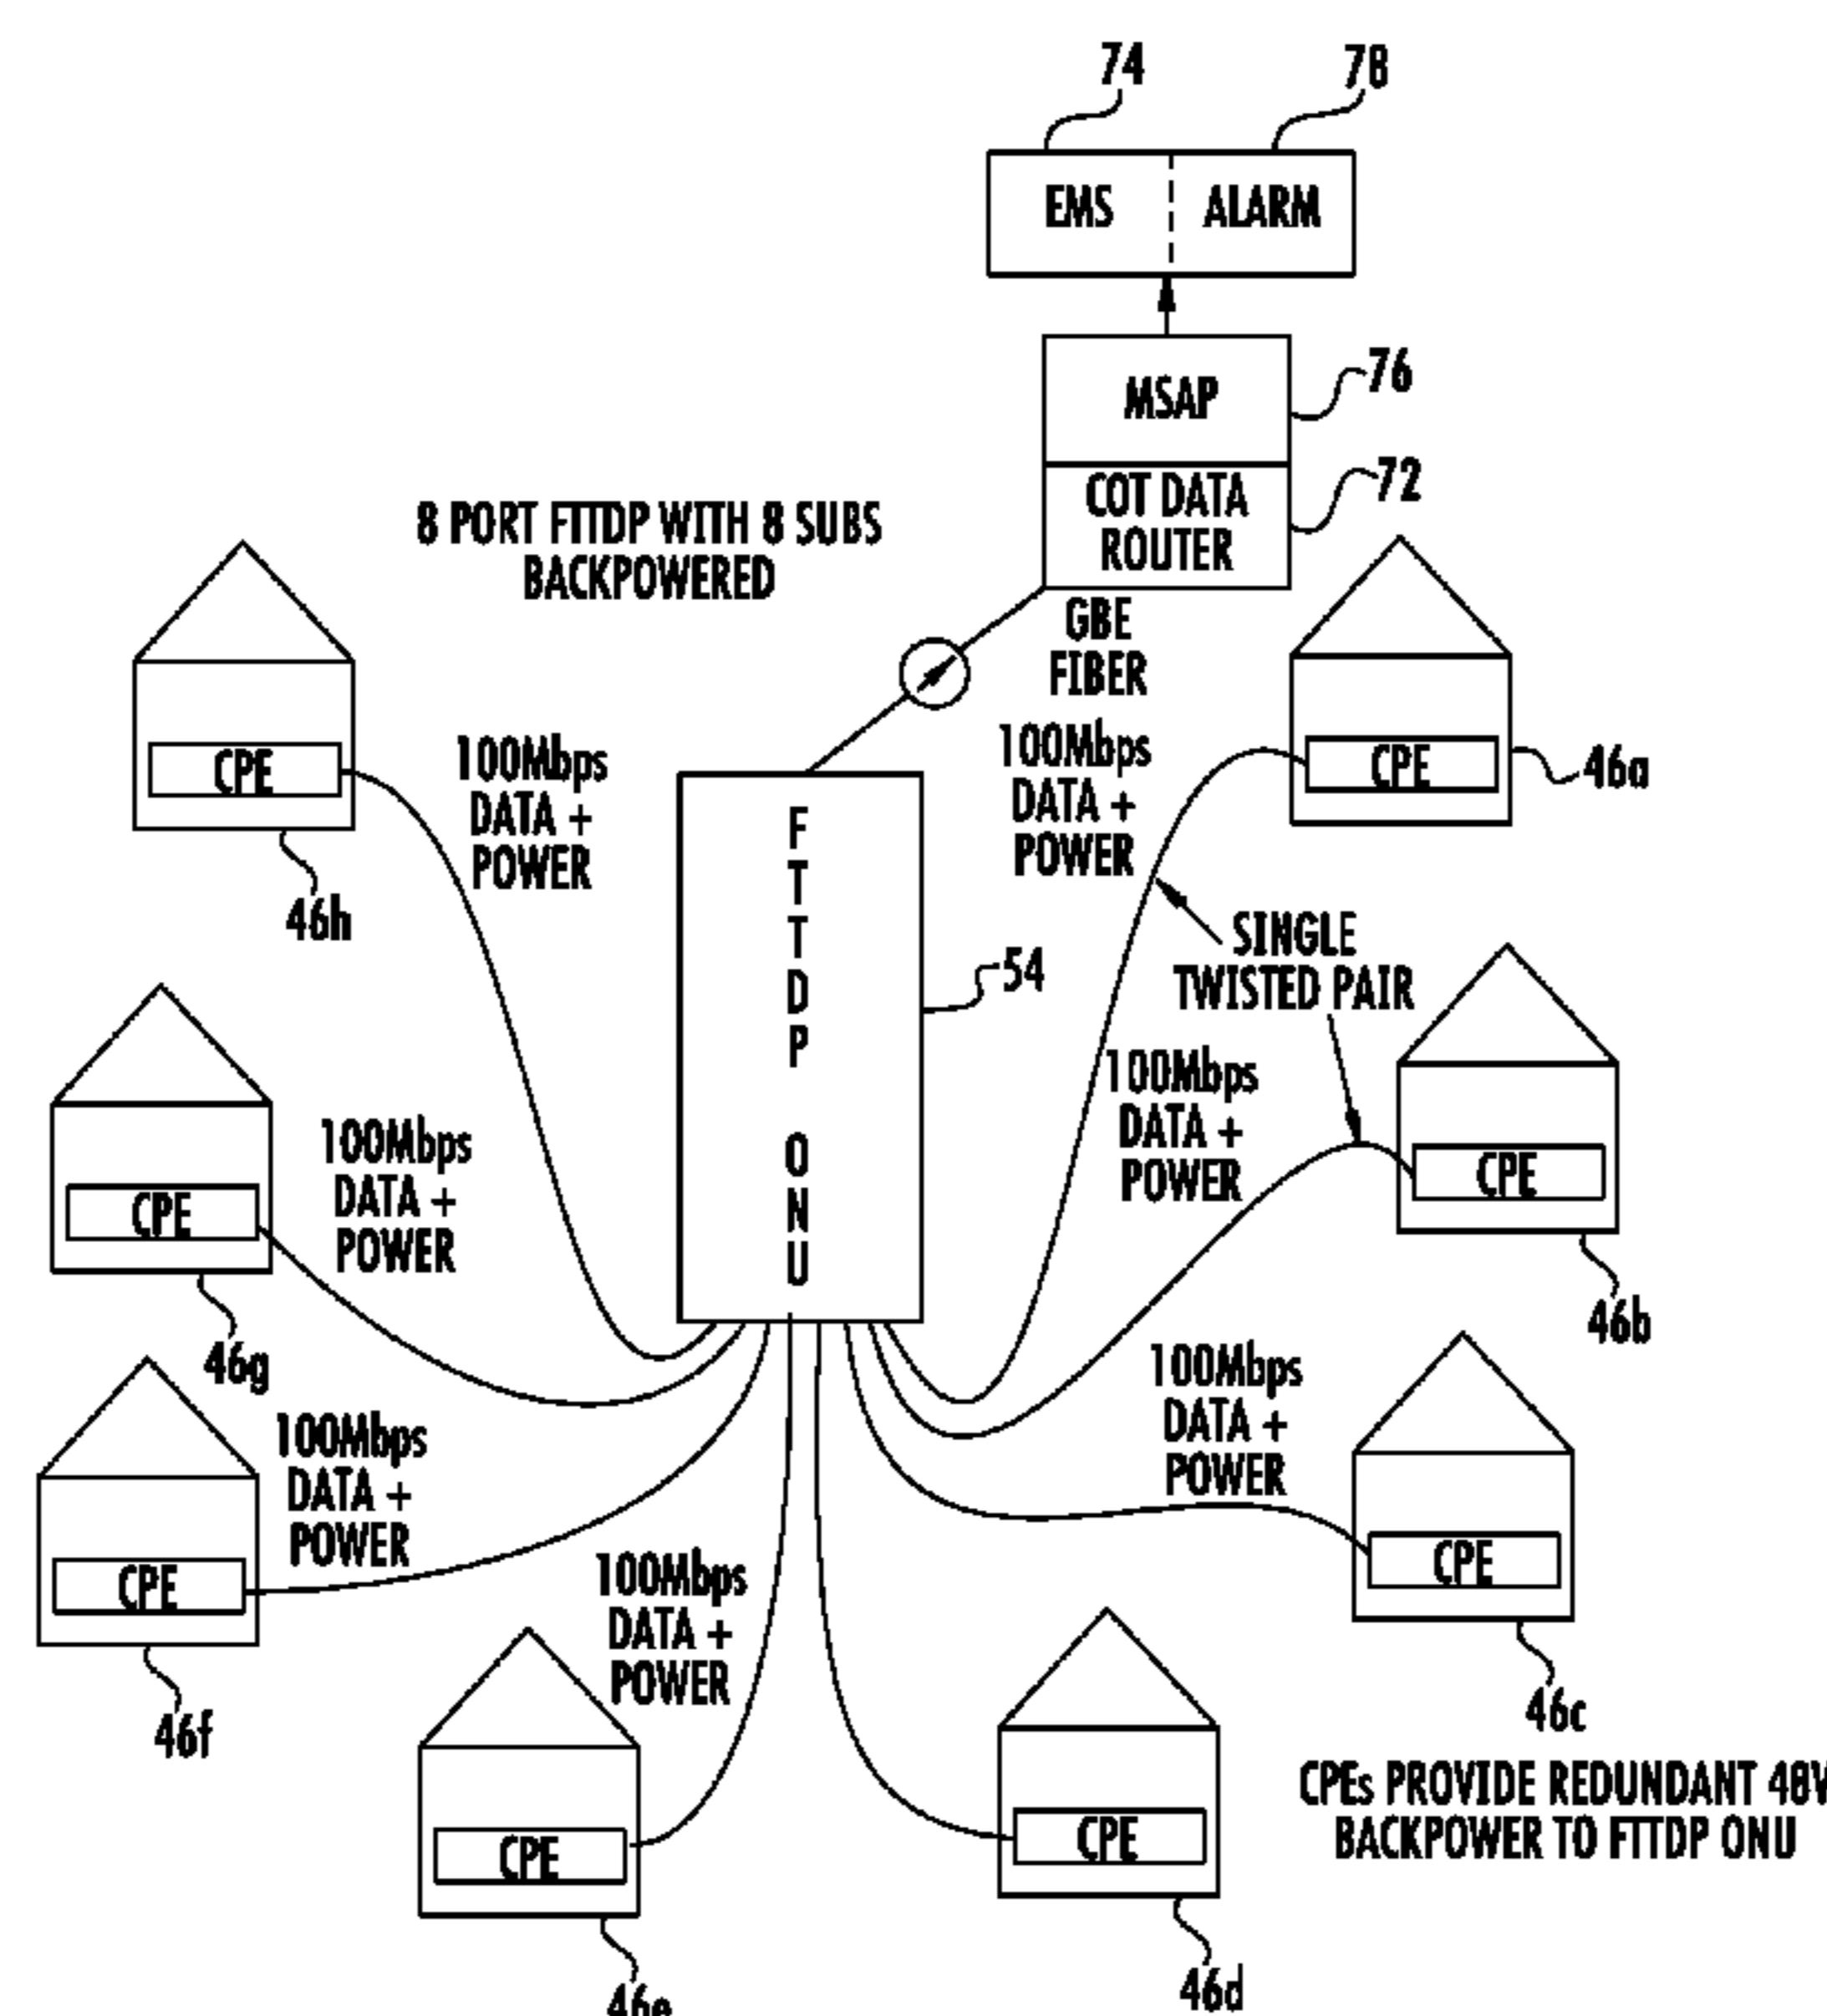 74
78
EMS
ALARM
MSAP
76
COT DATA
ROUTER
72
8 PORT FTTDP WITH 8 SUBS
BACKPOWERED
GBE
FIBER
CPE
46h
100Mbps
DATA +
POWER
FTTDP ONU
54
100Mbps
DATA +
POWER
CPE
46a
SINGLE
TWISTED PAIR
100Mbps
DATA +
POWER
CPE
46b
CPE
46g
100Mbps
DATA +
POWER
100Mbps
DATA +
POWER
CPE
46c
CPE
46f
100Mbps
DATA +
POWER
100Mbps
DATA +
POWER
CPE
46e
CPE
46d
CPEs PROVIDE REDUNDANT 48V
BACKPOWER TO FTTDP ONU